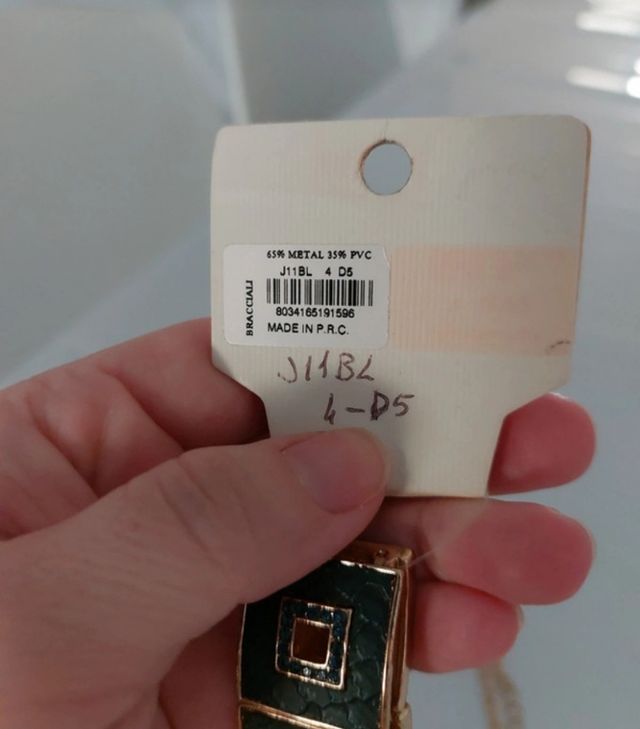 65% METAL 35% PVC
J11BL 4 D5
BRACCIALI
8034165191596
MADE IN P.R.C.
J11BL
4-D5